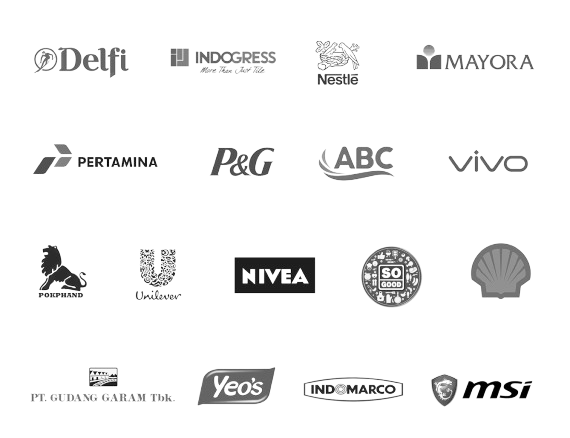 Delfi
INDOGRESS
More Than Just Tile
Nestlé
MAYORA
PERTAMINA
P&G
ABC
vivo
POKPHAND
Unilever
NIVEA
SO
GOOD
PT. GUDANG GARAM Tbk.
Yeo's
INDOMARCO
msi